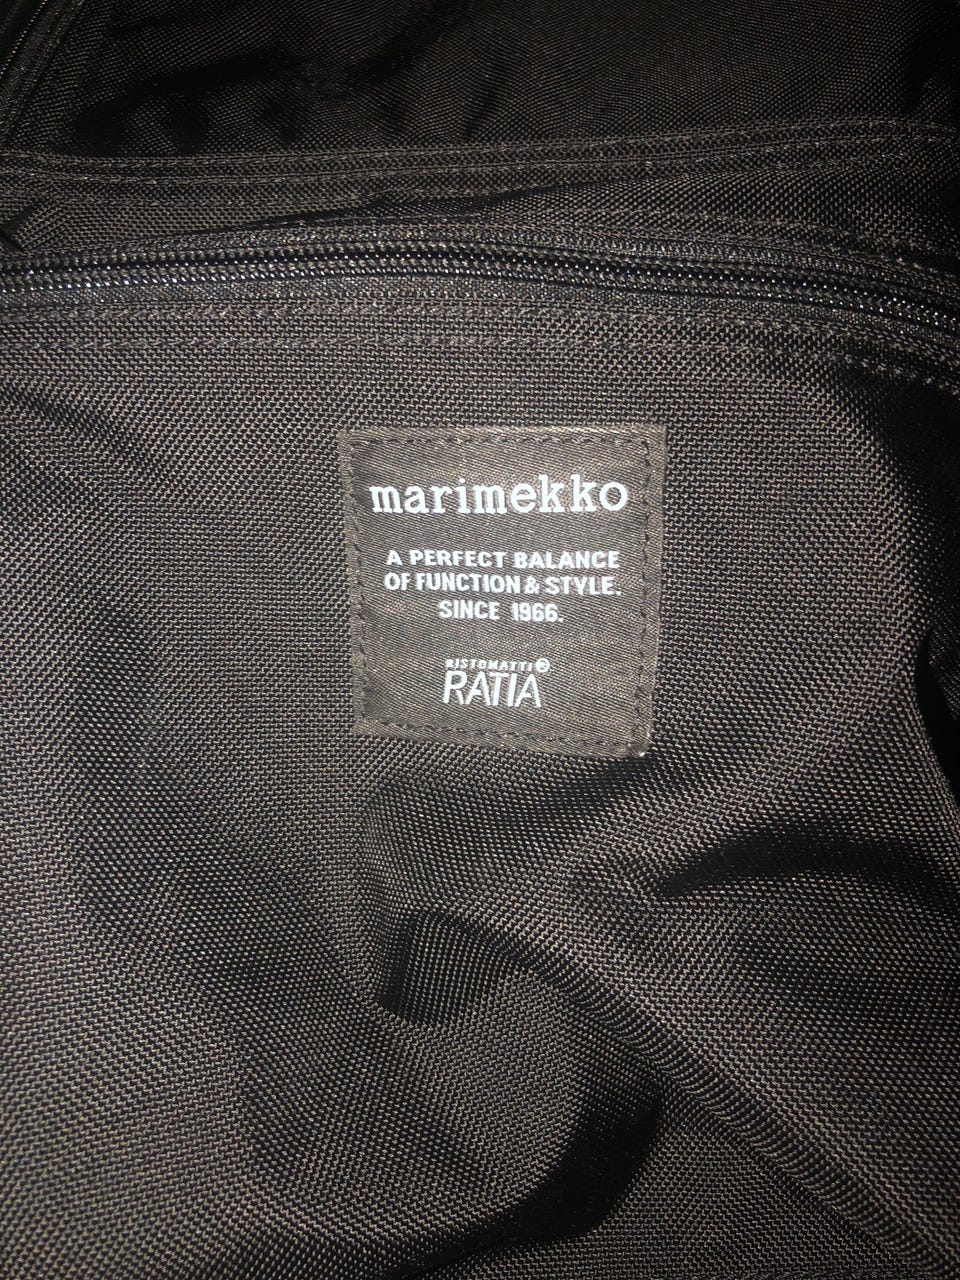 marimekko
A PERFECT BALANCE
OF FUNCTION & STYLE.
SINCE 1966.
RISTOMATTI ®
RATIA